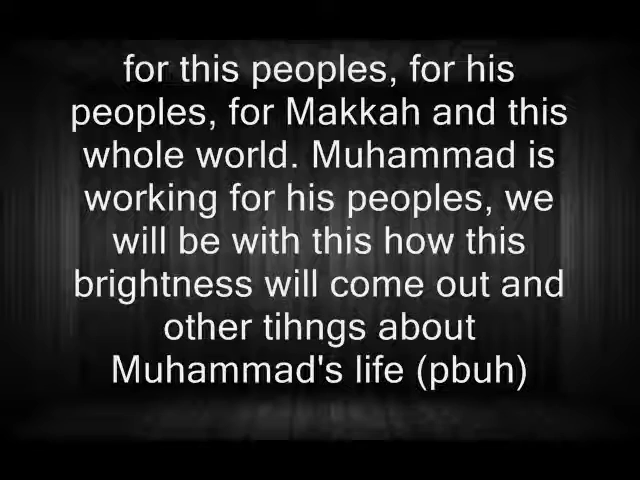 for this peoples, for his
peoples, for Makkah and this
whole world. Muhammad is
working for his peoples, we
will be with this how this
brightness will come out and
other tihngs about
Muhammad's life (pbuh)